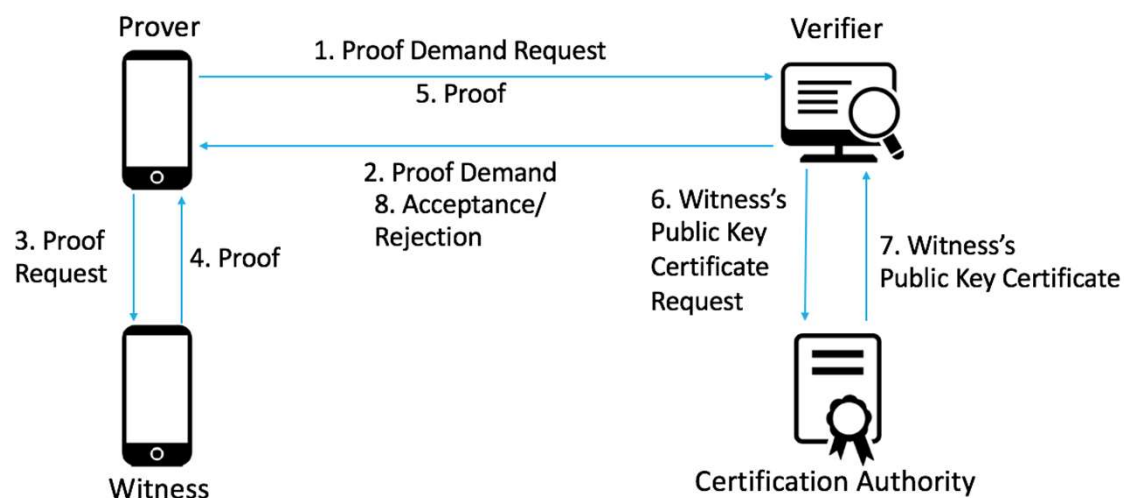 Prover
Verifier
1. Proof Demand Request
5. Proof
2. Proof Demand
8. Acceptance/
Rejection
3. Proof
Request
4. Proof
6. Witness’s
Public Key
Certificate
Request
7. Witness’s
Public Key Certificate
Witness
Certification Authority